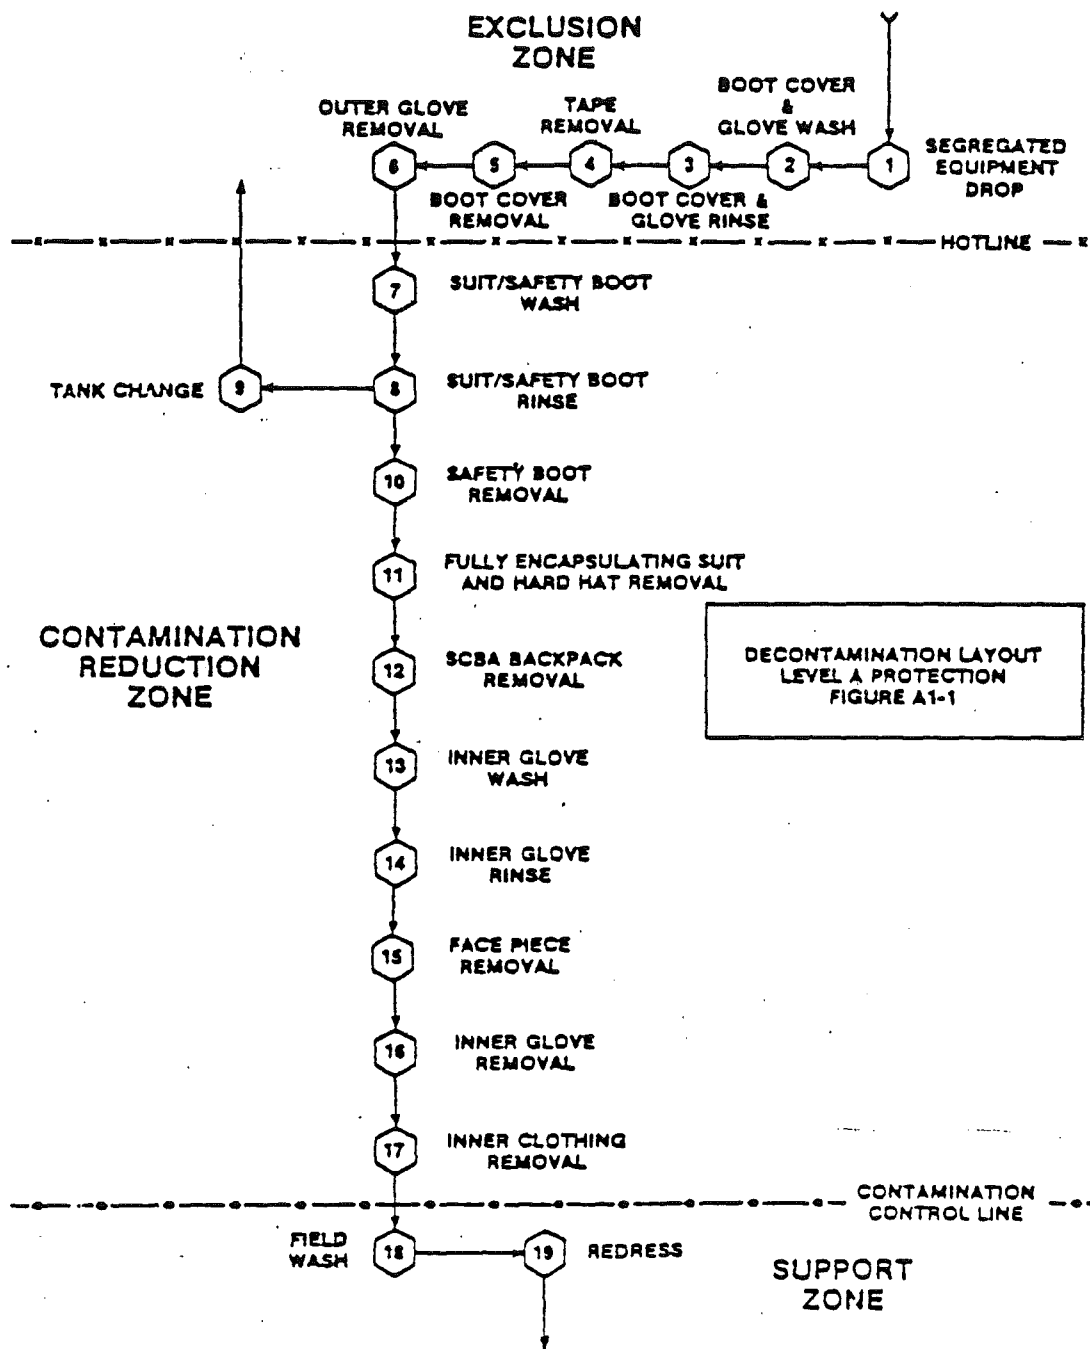 EXCLUSION
ZONE
BOOT COVER
&
GLOVE WASH
TAPE
REMOVAL
OUTER GLOVE
REMOVAL
SEGREGATED
EQUIPMENT
DROP
6
5
4
3
2
1
BOOT COVER
REMOVAL
BOOT COVER &
GLOVE RINSE
HOTLINE
7
SUIT/SAFETY BOOT
WASH
TANK CHANGE
9
8
SUIT/SAFETY BOOT
RINSE
10
SAFETY BOOT
REMOVAL
11
FULLY ENCAPSULATING SUIT
AND HARD HAT REMOVAL
CONTAMINATION
REDUCTION
ZONE
12
SCBA BACKPACK
REMOVAL
DECONTAMINATION LAYOUT
LEVEL A PROTECTION
FIGURE A1-1
13
INNER GLOVE
WASH
14
INNER GLOVE
RINSE
15
FACE PIECE
REMOVAL
16
INNER GLOVE
REMOVAL
17
INNER CLOTHING
REMOVAL
CONTAMINATION
CONTROL LINE
FIELD
WASH
18
19
REDRESS
SUPPORT
ZONE